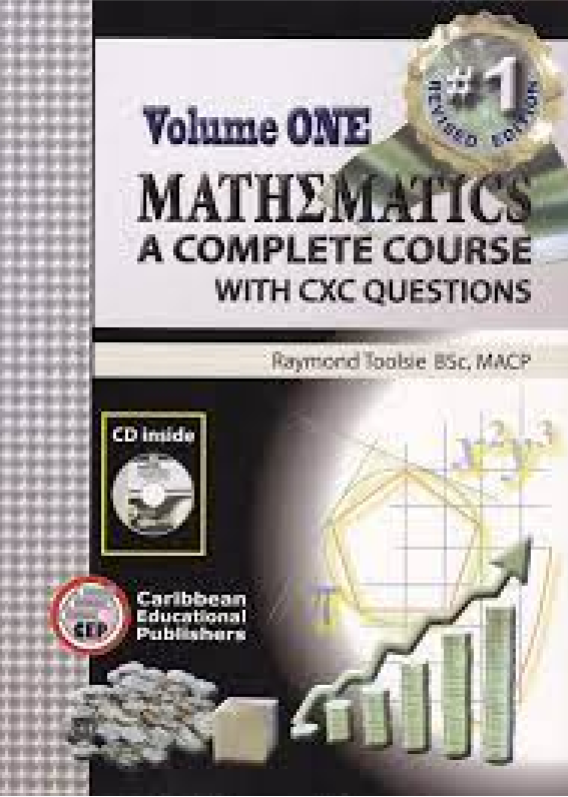 #1
REVISED EDITION
Volume ONE
MATHΣMATICS
A COMPLETE COURSE
WITH CXC QUESTIONS
Raymond Toolsie BSc, MACP
CD inside
x²y³
π
CEP
Caribbean
Educational
Publishers